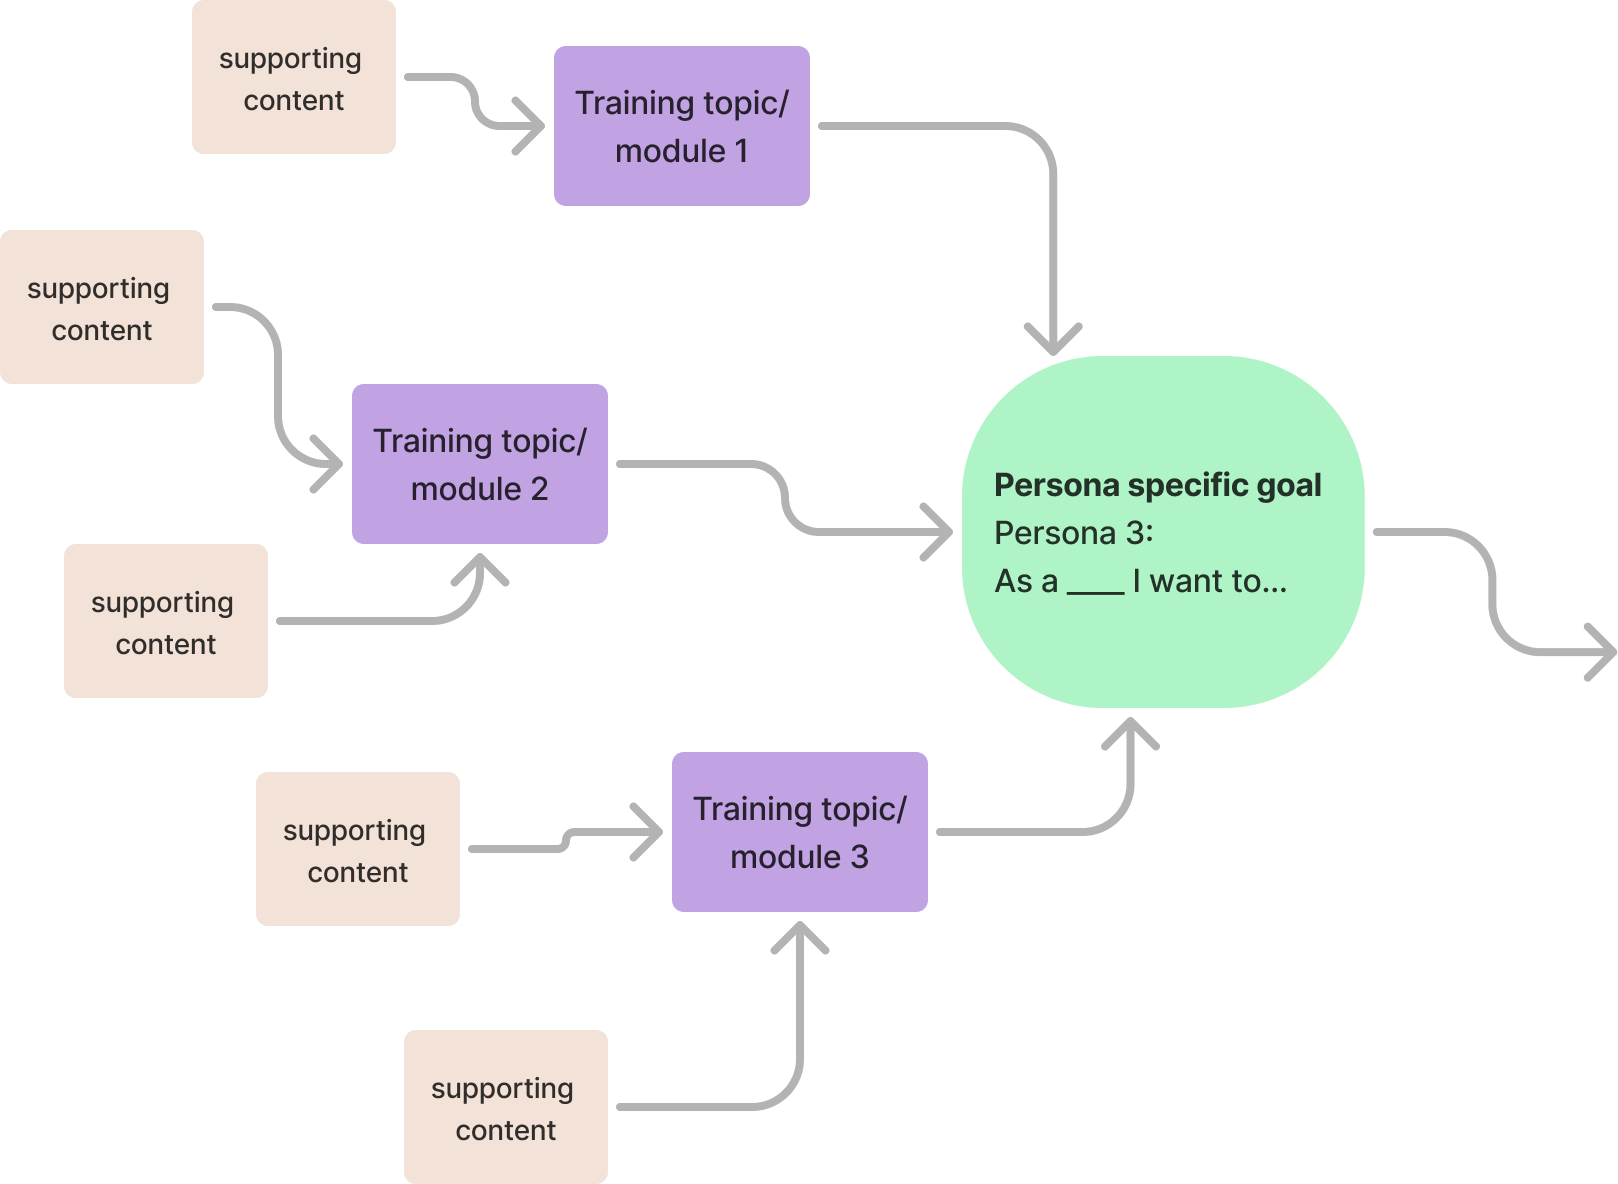 supporting
content
Training topic/
module 1
supporting
content
Training topic/
module 2
supporting
content
Persona specific goal
Persona 3:
As a ____ I want to...
supporting
content
Training topic/
module 3
supporting
content